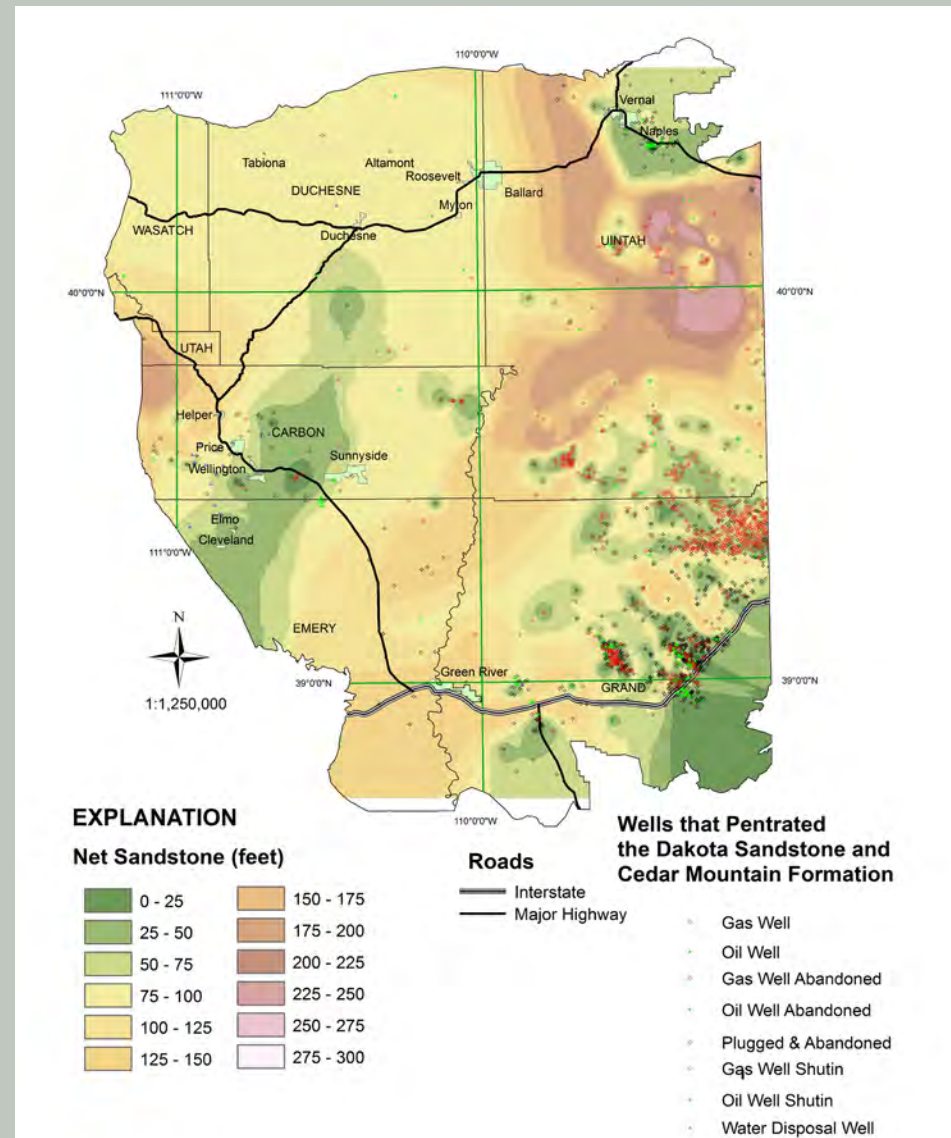 110°0'0"W
111°0'0"W
Vernal
Naples
Tabiona
Altamont
Roosevelt
DUCHESNE
Ballard
Myton
WASATCH
Duchesne
UINTAH
40°0'0"N
40°0'0"N
UTAH
Helper
CARBON
Price
Sunnyside
Wellington
Elmo
Cleveland
111°0'0"W
N
EMERY
Green River
39°0'0"N
GRAND
39°0'0"N
1:1,250,000
110°0'0"W
EXPLANATION
Net Sandstone (feet)
0 - 25
25 - 50
50 - 75
75 - 100
100 - 125
125 - 150
150 - 175
175 - 200
200 - 225
225 - 250
250 - 275
275 - 300
Roads
Interstate
Major Highway
Wells that Pentrated
the Dakota Sandstone and
Cedar Mountain Formation
Gas Well
Oil Well
Gas Well Abandoned
Oil Well Abandoned
Plugged & Abandoned
Gas Well Shutin
Oil Well Shutin
Water Disposal Well